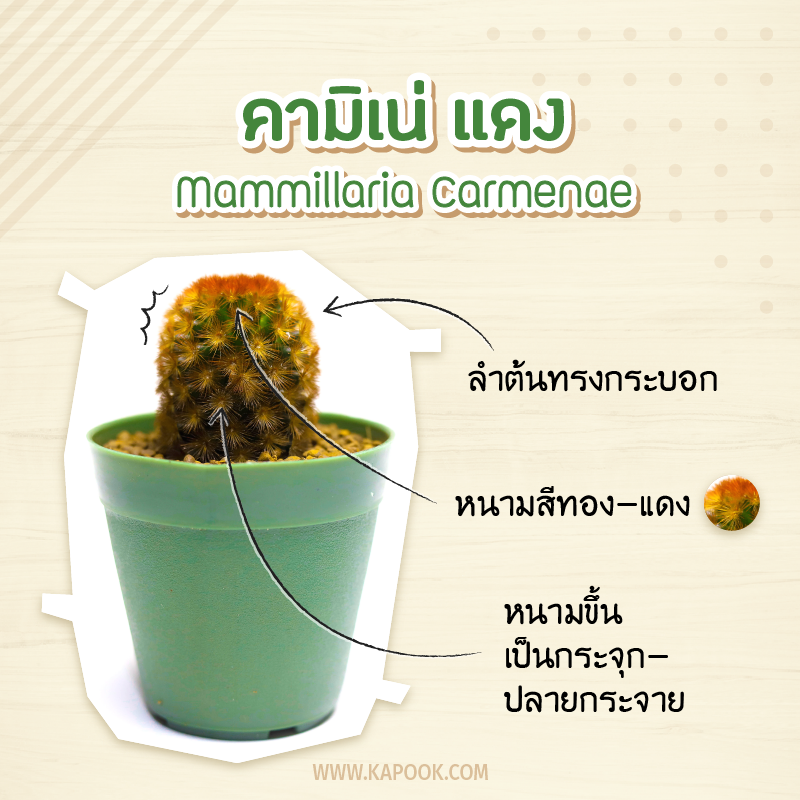 คามิเน่ แดง
Mammillaria Carmenae
ลำต้นทรงกระบอก
หนามสีทอง-แดง
หนามขึ้น
เป็นกระจุก-
ปลายกระจาย
WWW.KAPOOK.COM